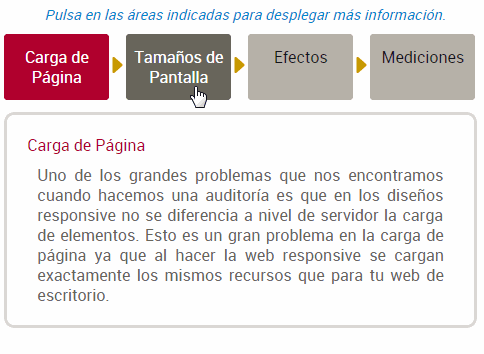 Pulsa en las áreas indicadas para desplegar más información.
Carga de
Página
Tamaños de
Pantalla
Efectos
Mediciones
Carga de Página
Uno de los grandes problemas que nos encontramos
cuando hacemos una auditoría es que en los diseños
responsive no se diferencia a nivel de servidor la carga
de elementos. Esto es un gran problema en la carga de
página ya que al hacer la web responsive se cargan
exactamente los mismos recursos que para tu web de
escritorio.